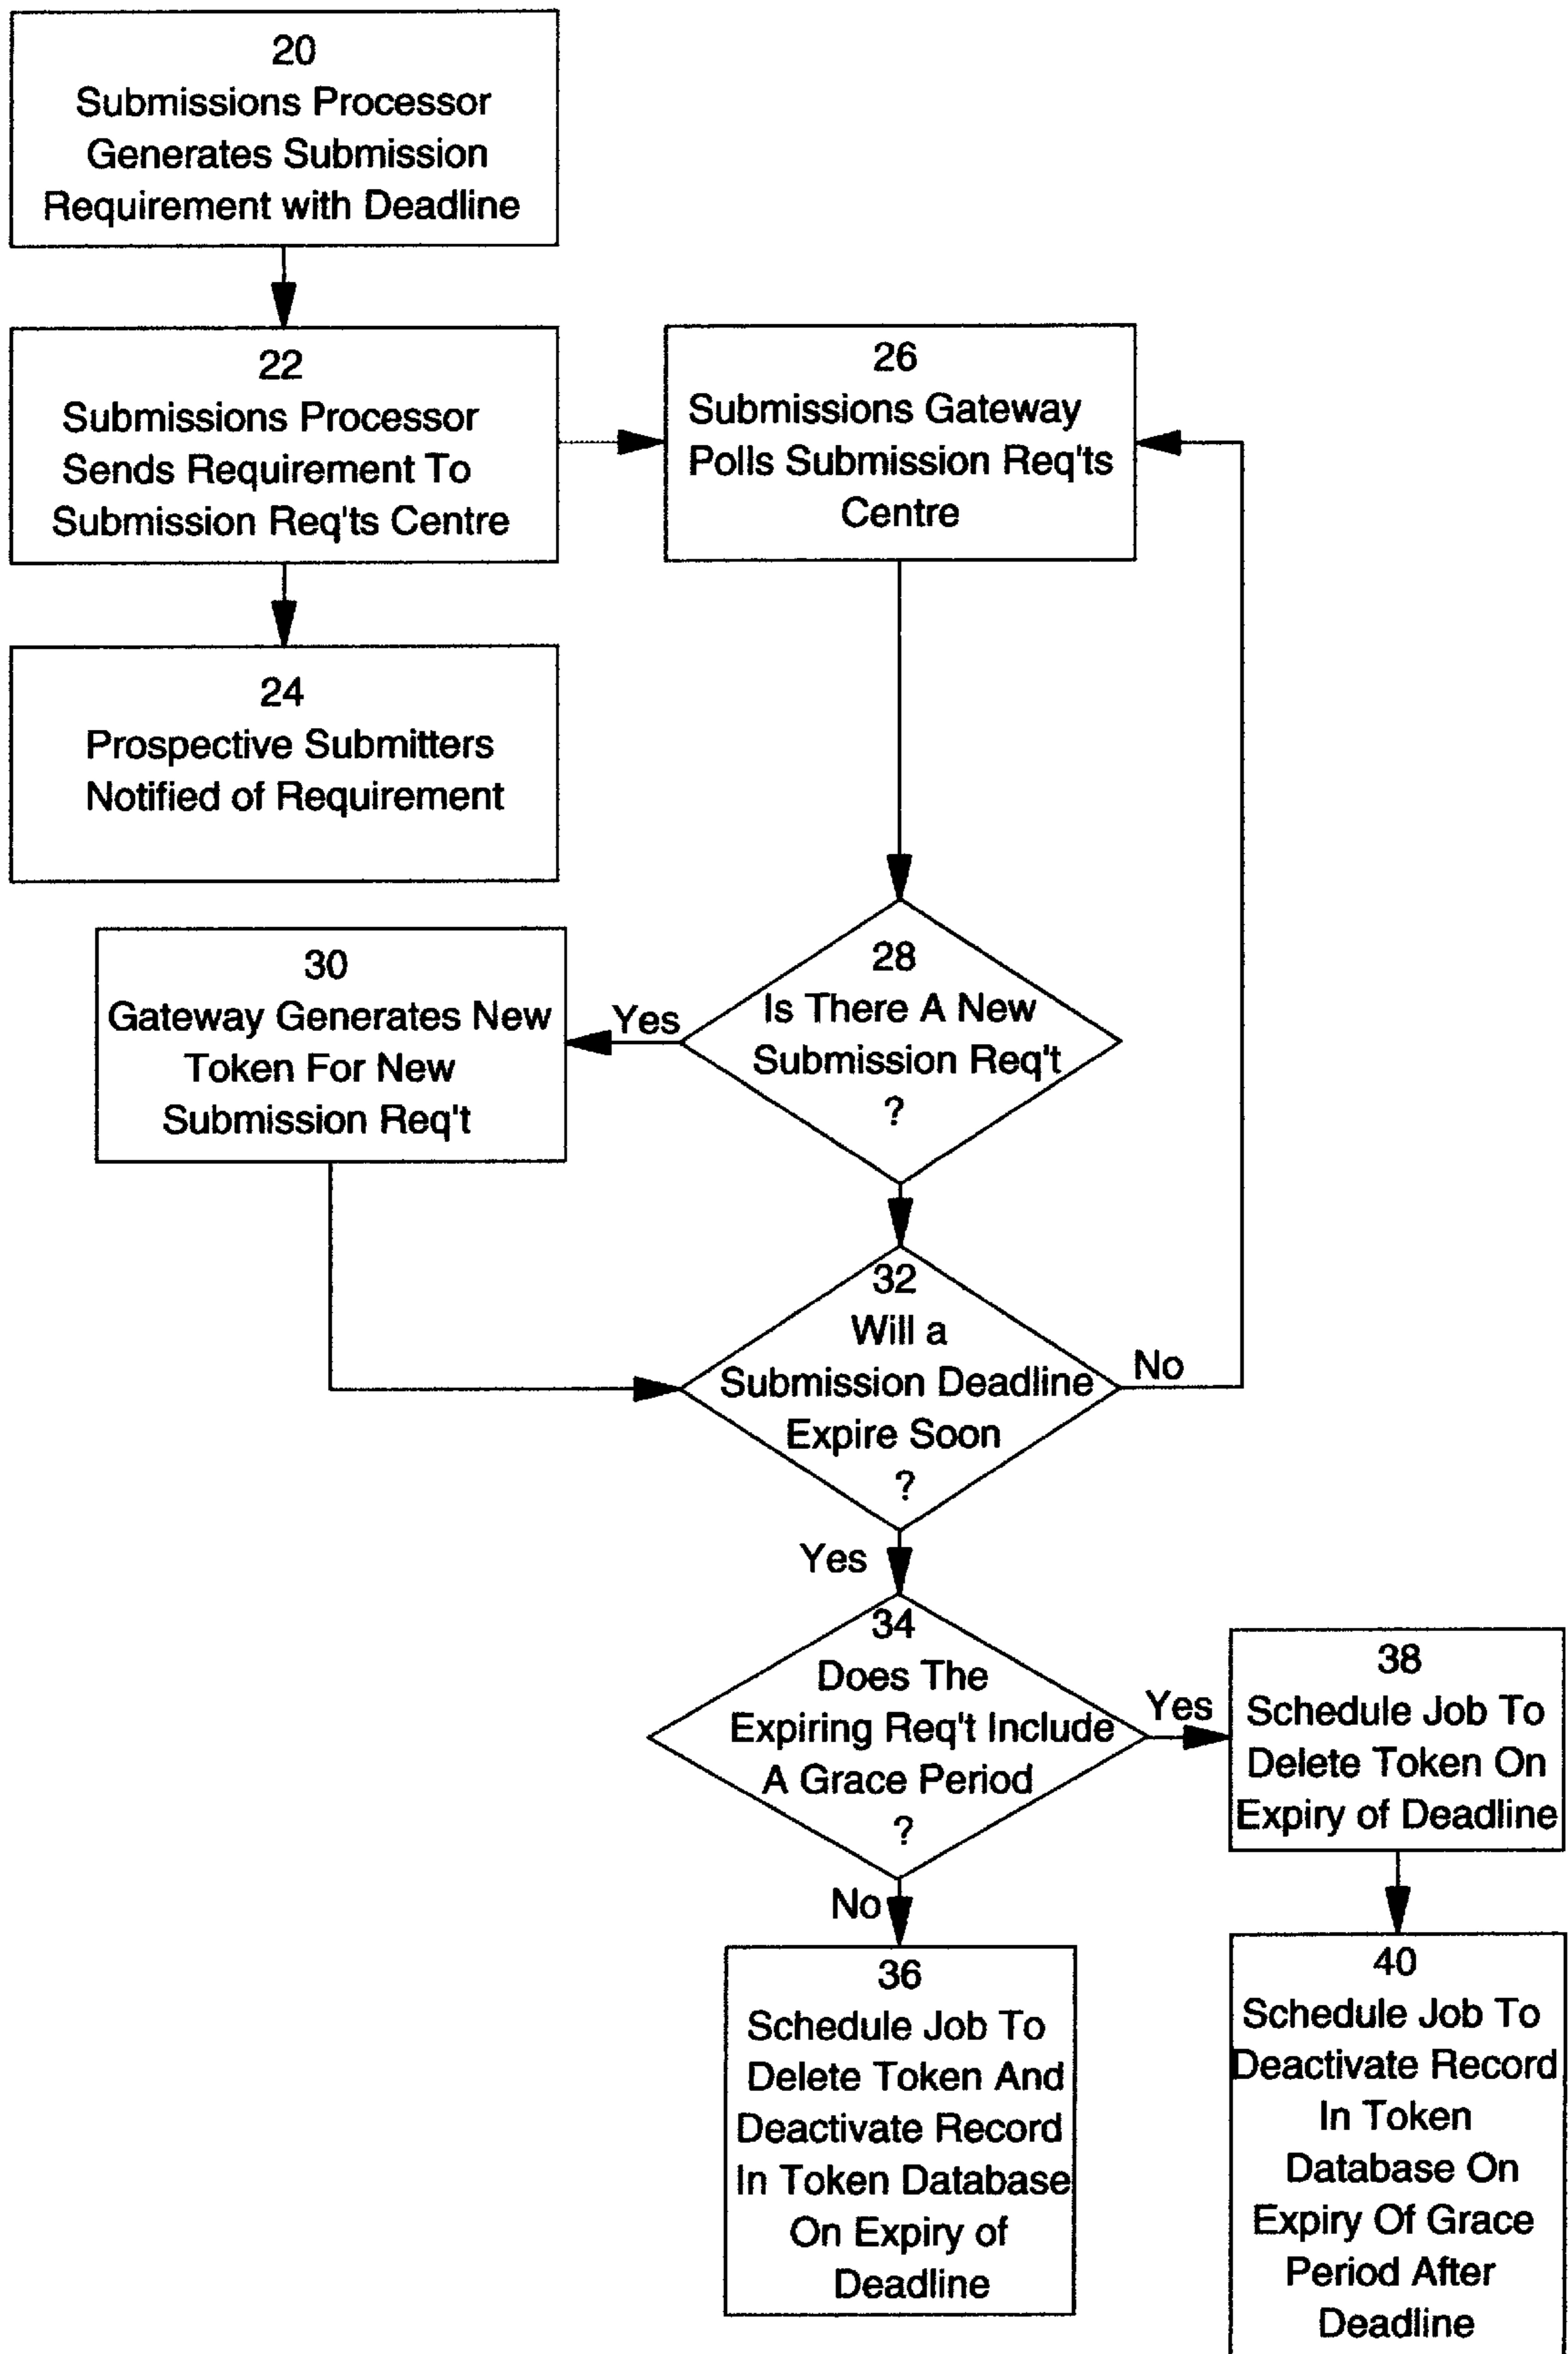 20
Submissions Processor
Generates Submission
Requirement with Deadline
22
Submissions Processor
Sends Requirement To
Submission Req'ts Centre
26
Submissions Gateway
Polls Submission Req'ts
Centre
24
Prospective Submitters
Notified of Requirement
30
Gateway Generates New
Token For New
Submission Req't
Yes
28
Is There A New
Submission Req't
?
32
Will a
Submission Deadline
Expire Soon
?
No
Yes
34
Does The
Expiring Req't Include
A Grace Period
?
Yes
38
Schedule Job To
Delete Token On
Expiry of Deadline
No
36
Schedule Job To
Delete Token And
Deactivate Record
In Token Database
On Expiry of
Deadline
40
Schedule Job To
Deactivate Record
In Token
Database On
Expiry Of Grace
Period After
Deadline